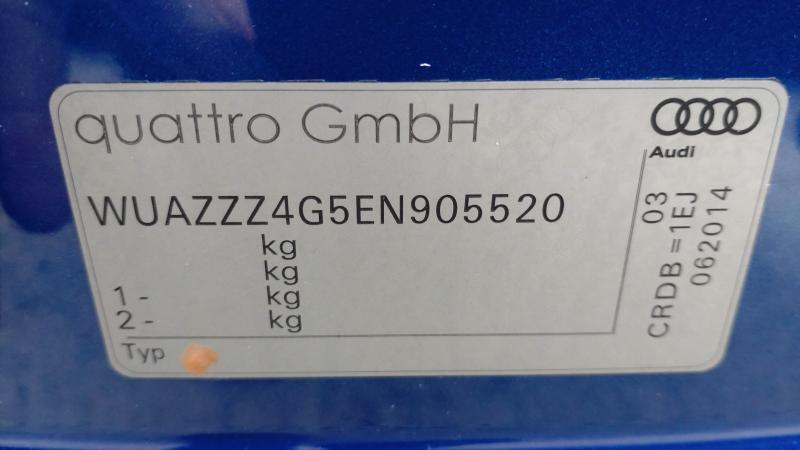 quattro GmbH
Audi
WUAZZZ4G5EN905520
kg
kg
1 - kg
2 - kg
Typ
03
CRDB = 1EJ
062014